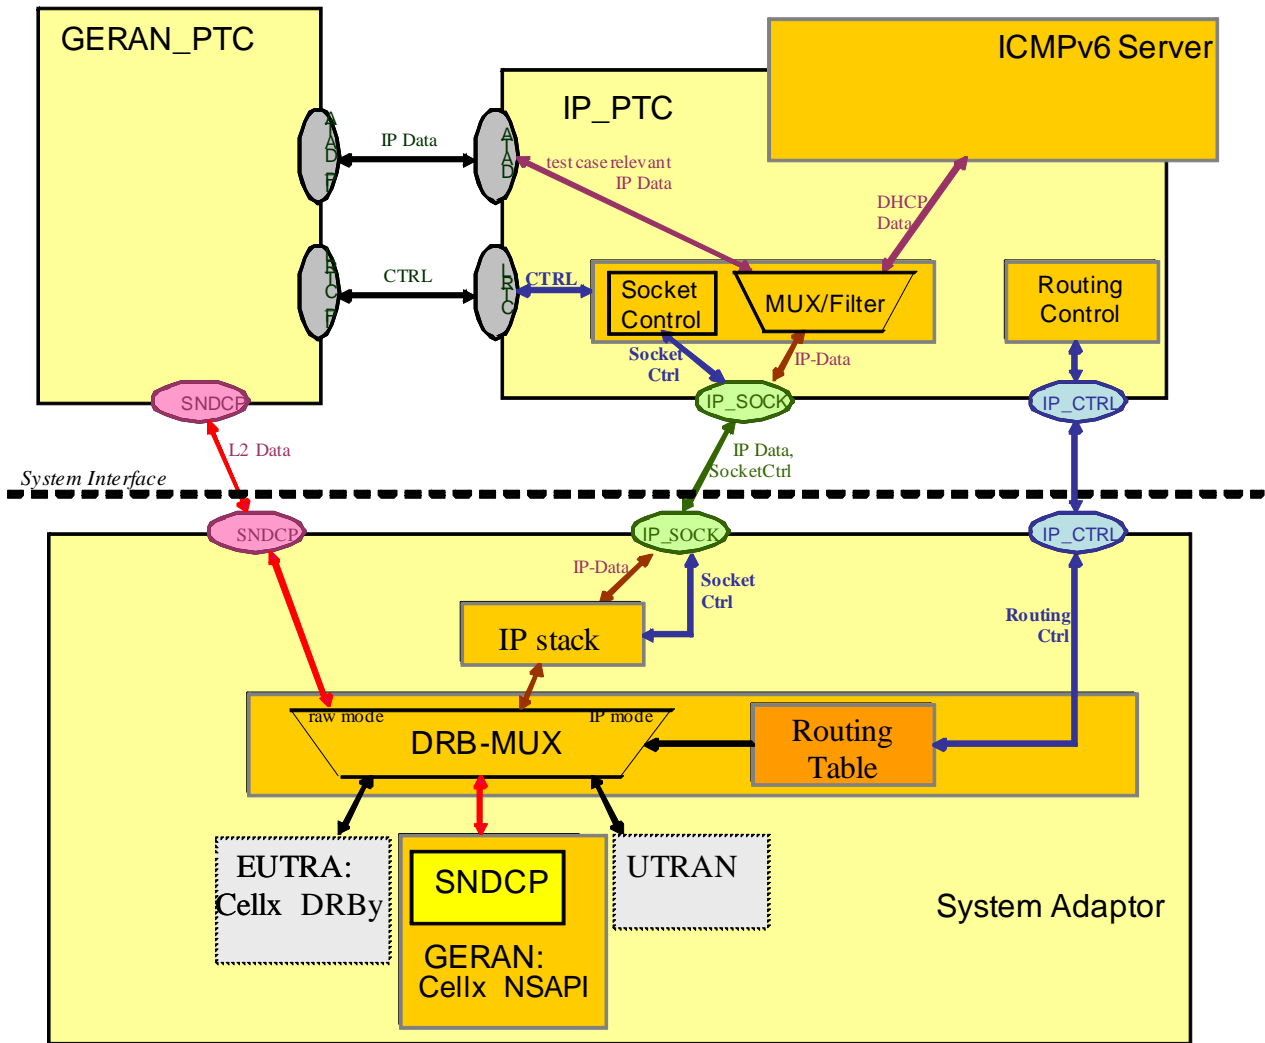 GERAN_PTC
ICMPv6 Server
IP_PTC
IP Data
test case relevant
IP Data
DHCP
Data
CTRL
CTRL
Socket
Control
MUX/Filter
Routing
Control
Socket
Ctrl
IP-Data
SNDCP
IP_SOCK
IP_CTRL
L2 Data
IP Data,
SocketCtrl
System Interface
SNDCP
IP_SOCK
IP_CTRL
IP-Data
Socket
Ctrl
IP stack
Routing
Ctrl
raw mode
IP mode
DRB-MUX
Routing
Table
EUTRA:
Cellx DRBy
SNDCP
GERAN:
Cellx NSAPI
UTRAN
System Adaptor